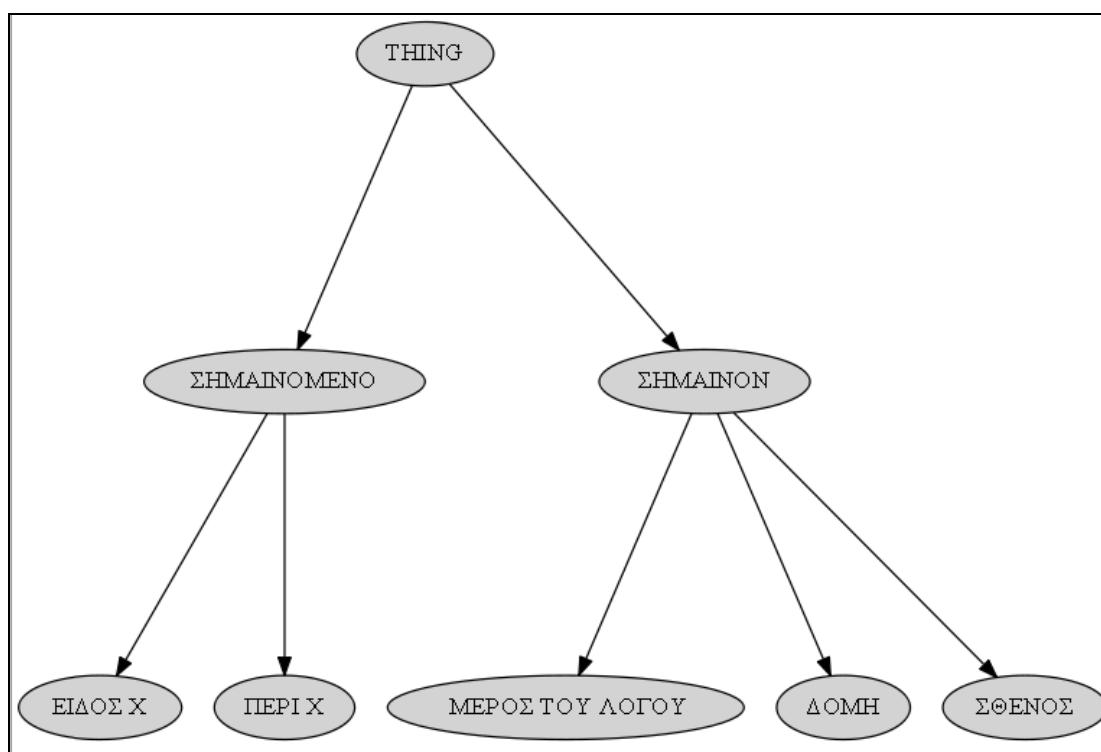 THING
ΣΗΜΑΙΝΟΜΕΝΟ
ΣΗΜΑΙΝΟΝ
ΕΙΔΟΣ Χ
ΠΕΡΙ Χ
ΜΕΡΟΣ ΤΟΥ ΛΟΓΟΥ
ΔΟΜΗ
ΣΘΕΝΟΣ